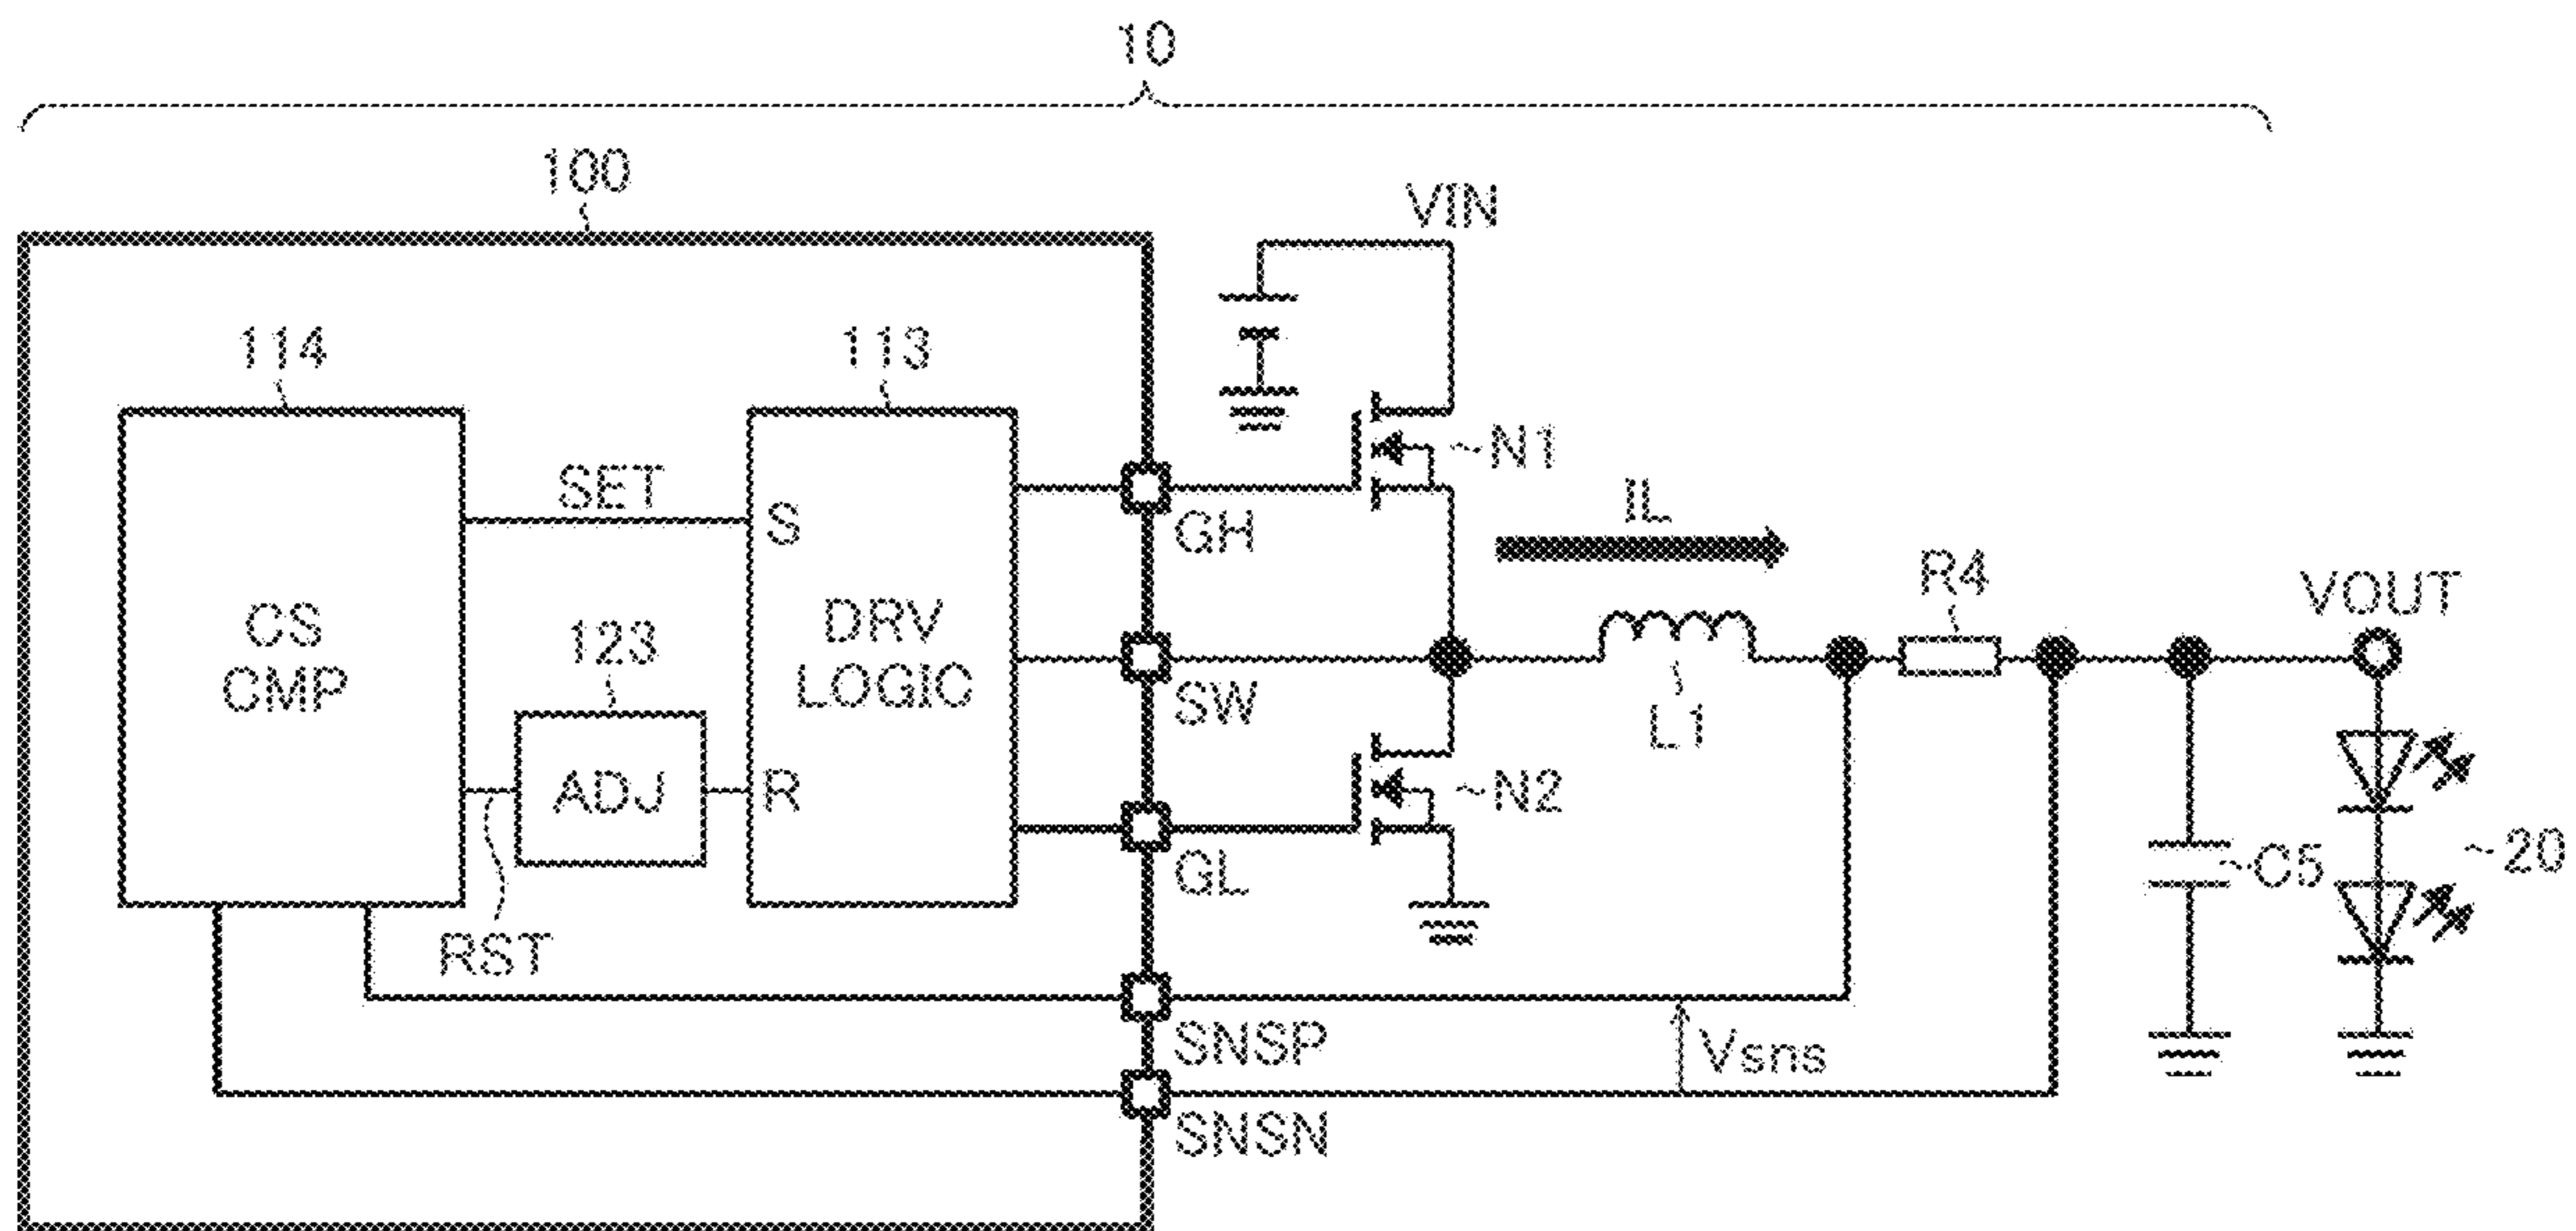 10
100
VIN
114
113
~N1
SET
S
GH
IL
R4
VOUT
CS
CMP
123
DRV
LOGIC
SW
L1
ADJ
R
~N2
GL
~C5
~20
RST
SNSP
Vsns
SNSN